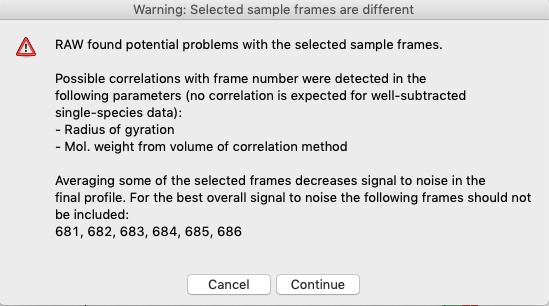 Warning: Selected sample frames are different
RAW found potential problems with the selected sample frames.
Possible correlations with frame number were detected in the
following parameters (no correlation is expected for well-subtracted
single-species data):
- Radius of gyration
- Mol. weight from volume of correlation method
Averaging some of the selected frames decreases signal to noise in the
final profile. For the best overall signal to noise the following frames should not
be included:
681, 682, 683, 684, 685, 686
Cancel
Continue